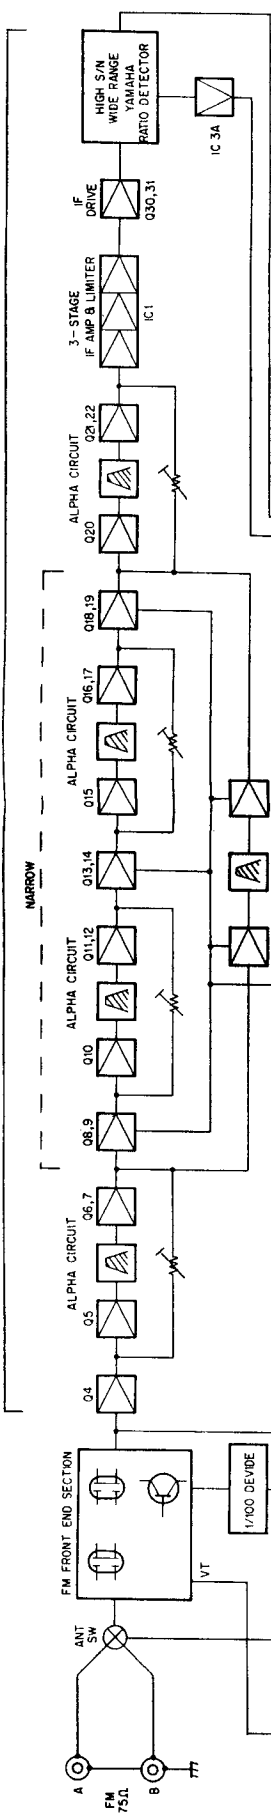 A
B
FM
75Ω
ANT
SW
FM FRONT END SECTION
VT
1/100 DEVIDE
Q4
Q5
ALPHA CIRCUIT
Q6,7
NARROW
Q8,9
Q10
ALPHA CIRCUIT
Q11,12
Q13,14
Q15
ALPHA CIRCUIT
Q16,17
Q18,19
Q20
ALPHA CIRCUIT
Q21,22
3-STAGE
IF AMP & LIMITER
IC1
IF
DRIVE
Q30,31
HIGH S/N
WIDE RANGE
YAMAHA
RATIO DETECTOR
IC 3A